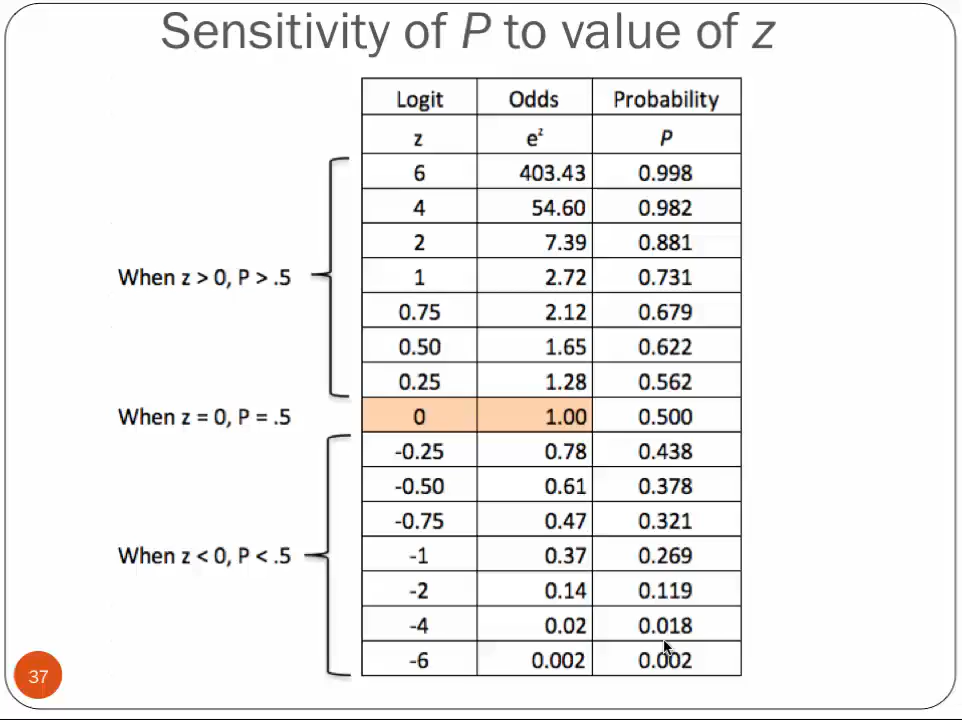 Sensitivity of P to value of z
Logit Odds Probability
z e^z P
6 403.43 0.998
4 54.60 0.982
2 7.39 0.881
When z > 0, P > .5 1 2.72 0.731
0.75 2.12 0.679
0.50 1.65 0.622
0.25 1.28 0.562
When z = 0, P = .5 0 1.00 0.500
-0.25 0.78 0.438
-0.50 0.61 0.378
-0.75 0.47 0.321
When z < 0, P < .5 -1 0.37 0.269
-2 0.14 0.119
-4 0.02 0.018
-6 0.002 0.002
37